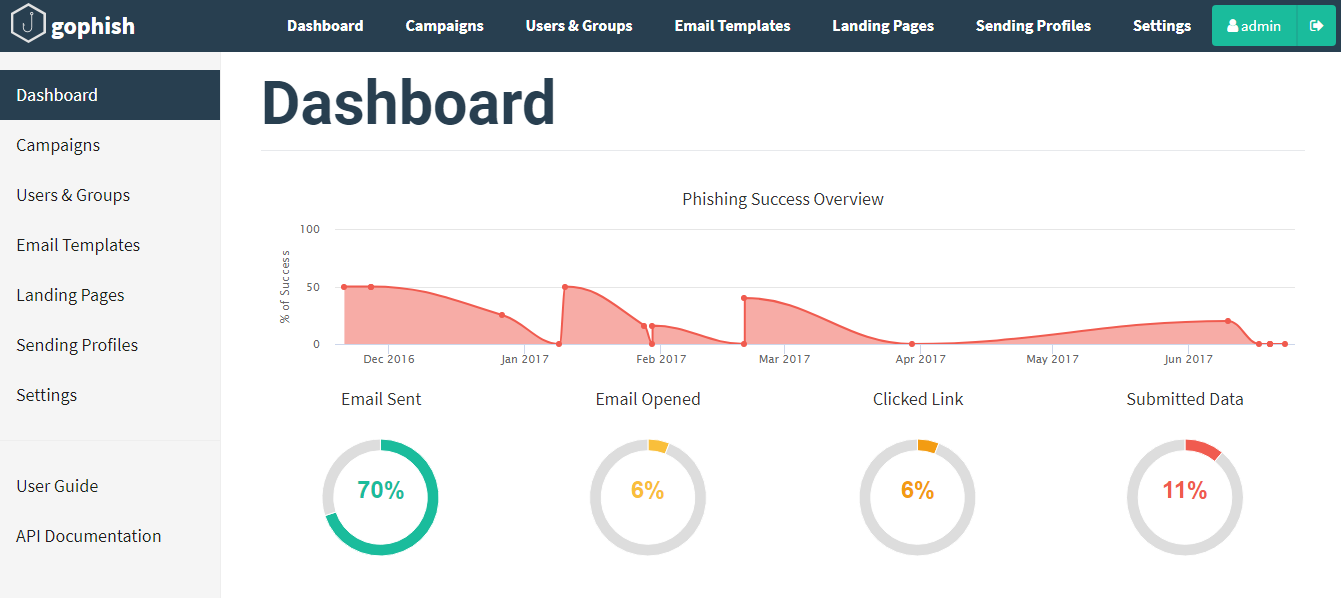 gophish
Dashboard
Campaigns
Users & Groups
Email Templates
Landing Pages
Sending Profiles
Settings
admin
Dashboard
Campaigns
Users & Groups
Email Templates
Landing Pages
Sending Profiles
Settings
User Guide
API Documentation
Dashboard
Phishing Success Overview
% of Success
100
50
0
Dec 2016
Jan 2017
Feb 2017
Mar 2017
Apr 2017
May 2017
Jun 2017
Email Sent
Email Opened
Clicked Link
Submitted Data
70%
6%
6%
11%